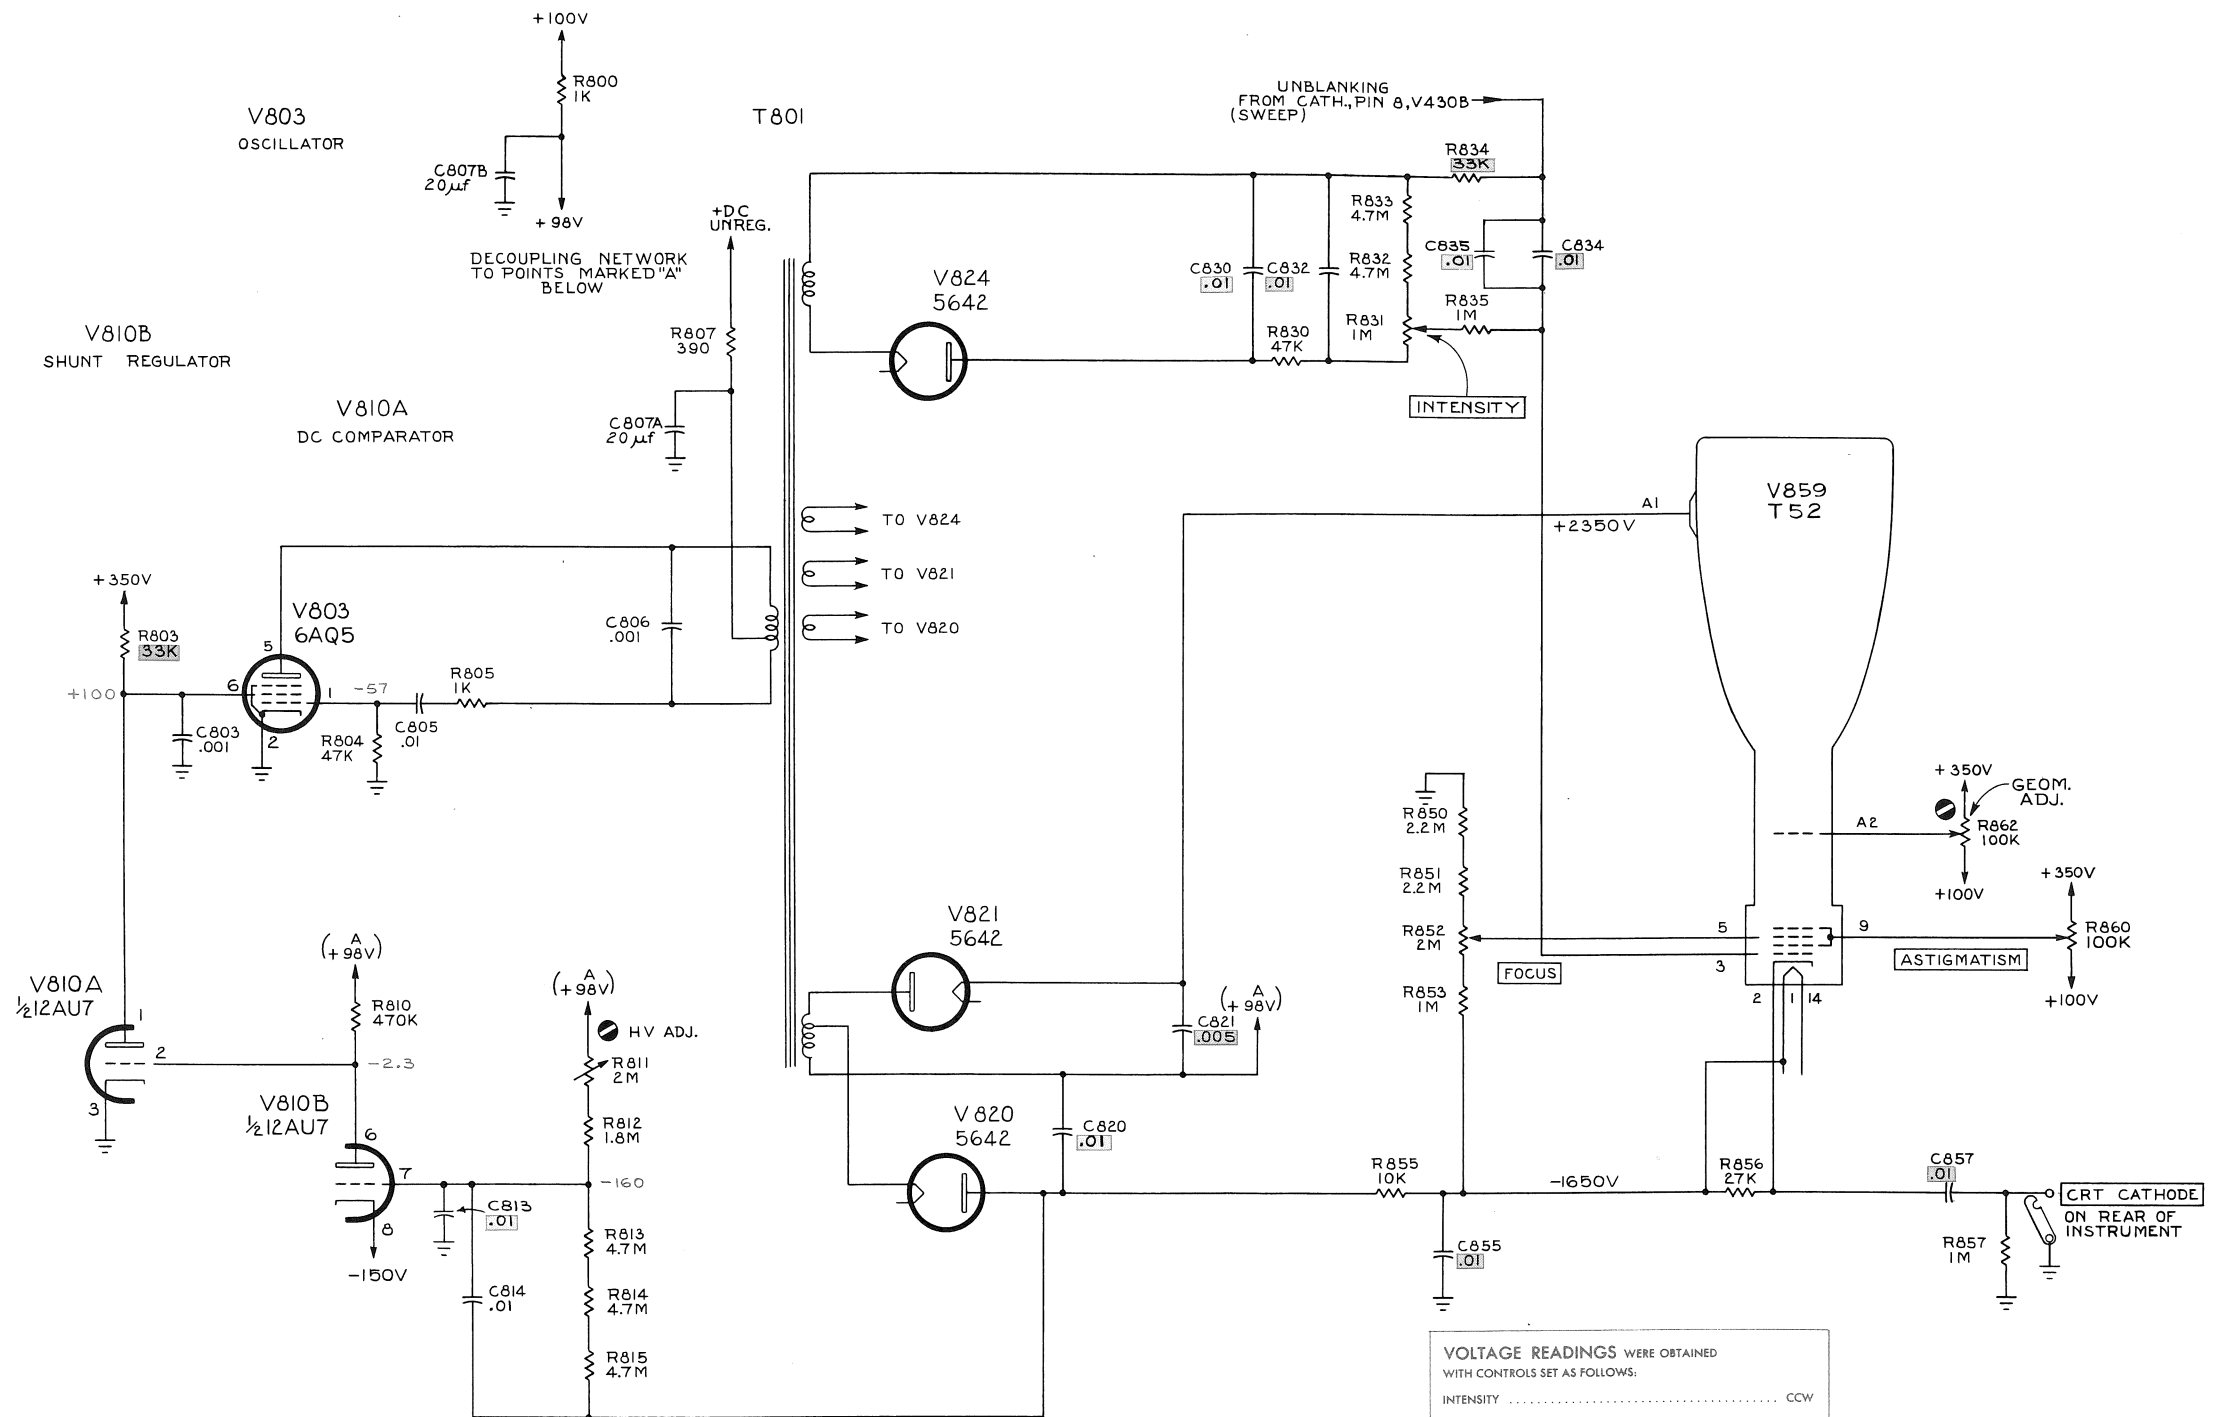 +100V
R800
1K
V803
OSCILLATOR
C807B
20µf
+98V
DECOUPLING NETWORK
TO POINTS MARKED "A"
BELOW
T801
+DC
UNREG.
R807
390
C807A
20µf
V810B
SHUNT REGULATOR
V810A
DC COMPARATOR
UNBLANKING
FROM CATH., PIN 8, V430B
(SWEEP)
R834
33K
R833
4.7M
R832
4.7M
C835
.01
C834
.01
V824
5642
C830
.01
C832
.01
R830
47K
R831
1M
R835
1M
INTENSITY
TO V824
TO V821
TO V820
A1
+2350V
V859
T52
+350V
R803
33K
+100
V803
6AQ5
5
6
1
2
-57
C803
.001
R804
47K
C805
.01
R805
1K
C806
.001
R850
2.2M
R851
2.2M
R852
2M
R853
1M
FOCUS
5
3
2
1
14
9
A2
+350V
GEOM.
ADJ.
R862
100K
+100V
+350V
R860
100K
+100V
ASTIGMATISM
V821
5642
A
(+98V)
C821
.005
V810A
½12AU7
1
2
3
A
(+98V)
R810
470K
-2.3
V810B
½12AU7
6
7
8
-150V
A
(+98V)
HV ADJ.
R811
2M
R812
1.8M
-160
C813
.01
C814
.01
R813
4.7M
R814
4.7M
R815
4.7M
V820
5642
C820
.01
R855
10K
C855
.01
-1650V
R856
27K
C857
.01
R857
1M
CRT CATHODE
ON REAR OF
INSTRUMENT
VOLTAGE READINGS WERE OBTAINED
WITH CONTROLS SET AS FOLLOWS:
INTENSITY ...................................... CCW